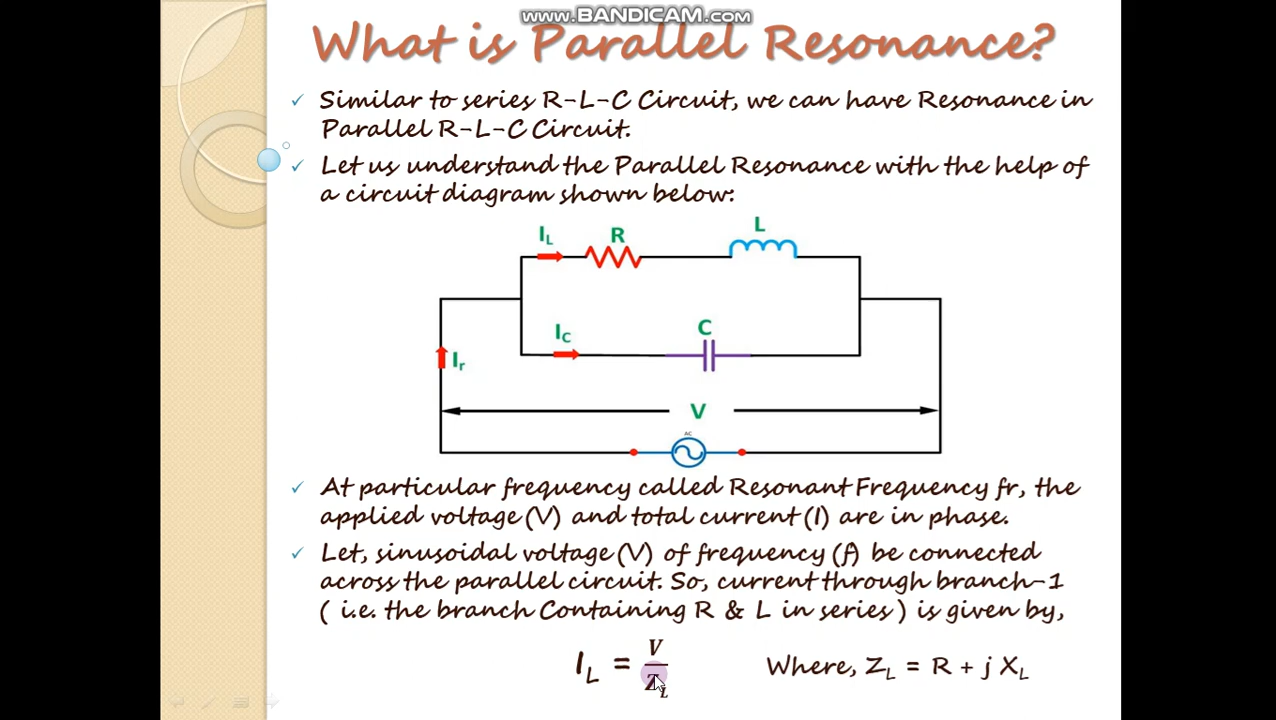 www.BANDICAM.com
What is Parallel Resonance?
Similar to series R-L-C Circuit, we can have Resonance in
Parallel R-L-C Circuit.
Let us understand the Parallel Resonance with the help of
a circuit diagram shown below:
IL R L
IC C
Ir
V
AC
At particular frequency called Resonant Frequency fr, the
applied voltage (V) and total current (I) are in phase.
Let, sinusoidal voltage (V) of frequency (f) be connected
across the parallel circuit. So, current through branch-1
( i.e. the branch Containing R & L in series ) is given by,
IL = V/ZL Where, ZL = R + j XL